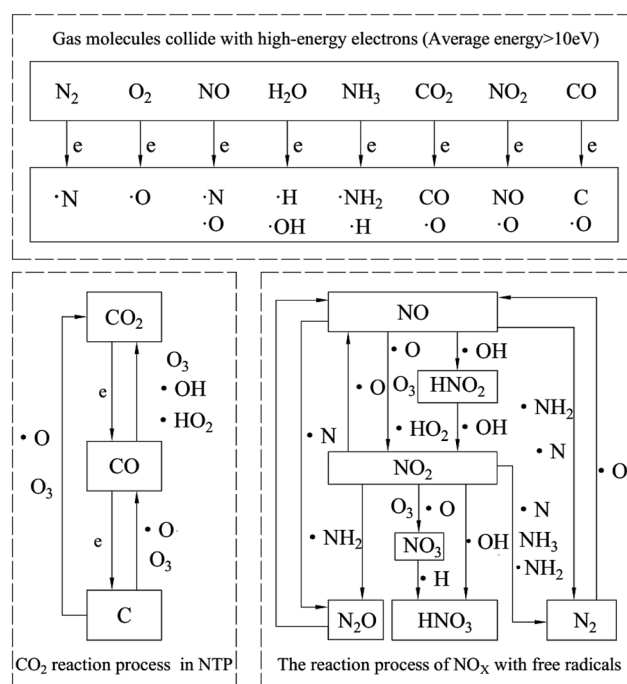 Gas molecules collide with high-energy electrons (Average energy>10eV)
N₂ O₂ NO H₂O NH₃ CO₂ NO₂ CO
e e e e e e e e
·N ·O ·N ·H ·NH₂ CO NO C
·O ·OH ·H ·O ·O ·O
CO₂
O₃
• OH
• HO₂
e
• O
O₃
CO
• O
O₃
e
C
CO₂ reaction process in NTP
NO
• O
O₃
• HO₂
• OH
HNO₂
• OH
• O
• N
• NH₂
• N
• O
NO₂
• NH₂
O₃ • O
NO₃
• H
• OH
• N
NH₃
• NH₂
N₂O HNO₃ N₂
The reaction process of NOₓ with free radicals